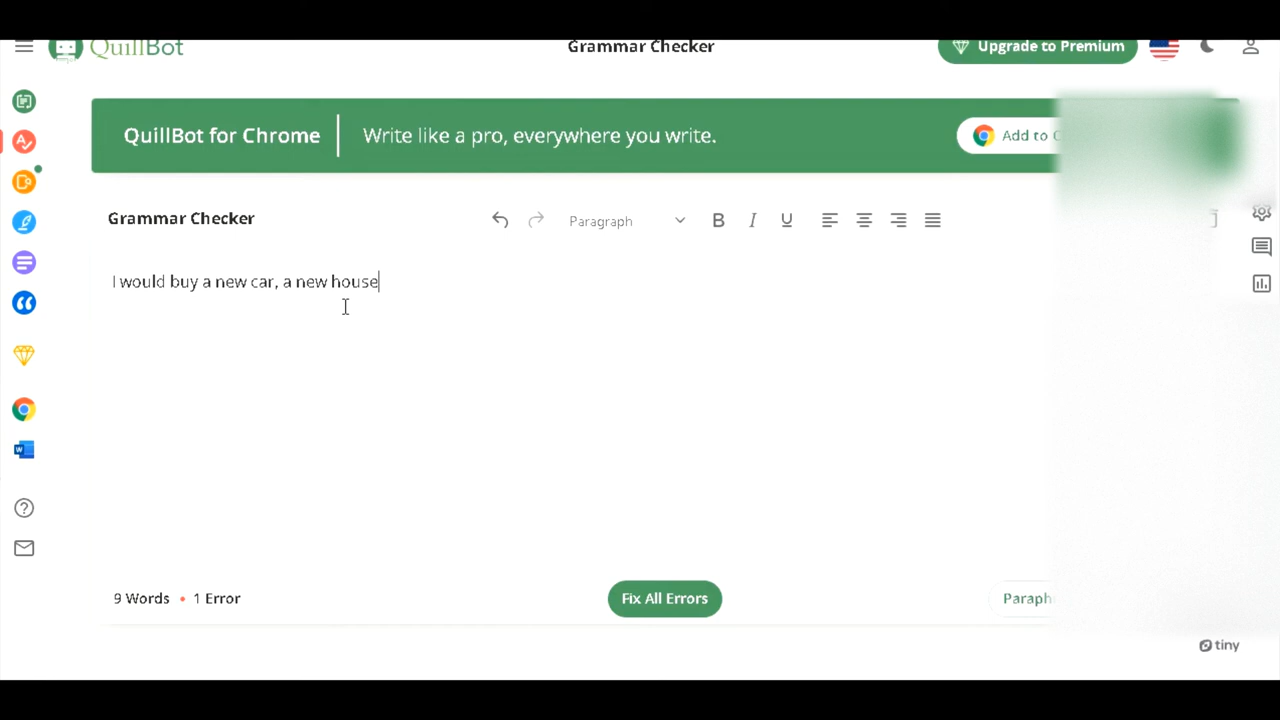 QuillBot
Grammar Checker
Upgrade to Premium
QuillBot for Chrome
Write like a pro, everywhere you write.
Add to
Grammar Checker
Paragraph
B I U
I would buy a new car, a new house
9 Words • 1 Error
Fix All Errors
tiny